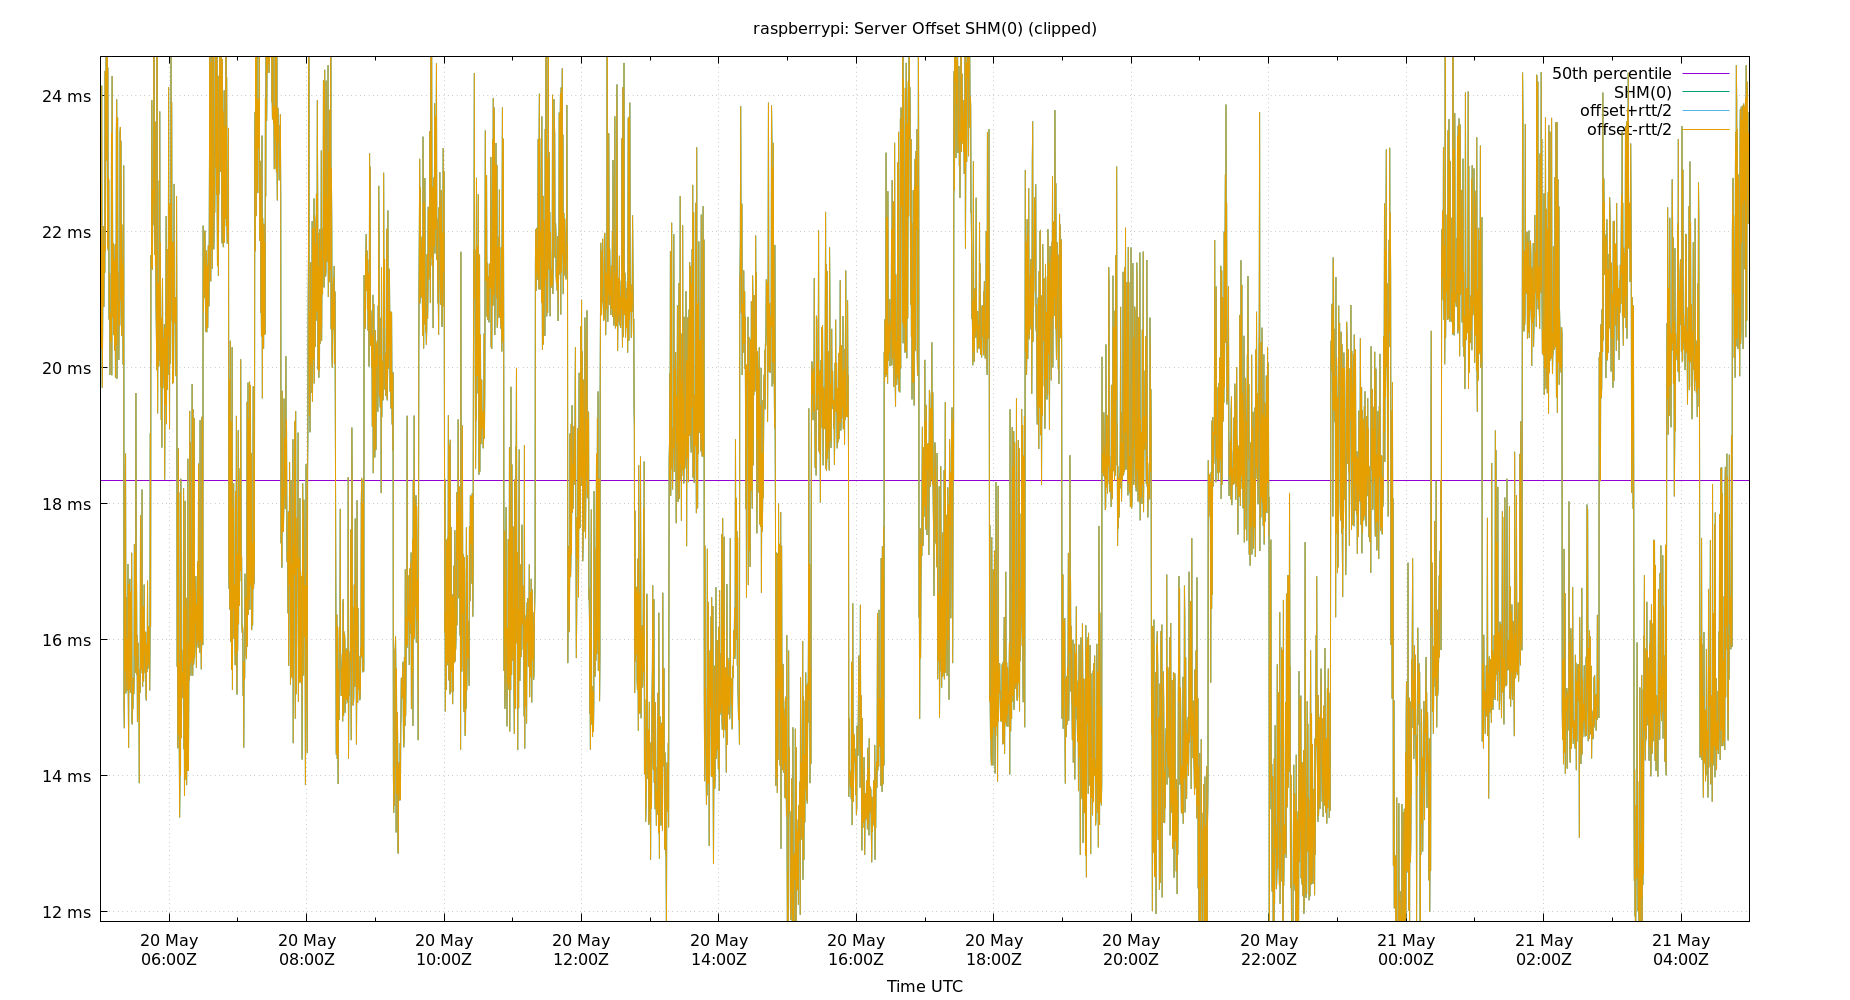 raspberrypi: Server Offset SHM(0) (clipped)
50th percentile
SHM(0)
offset+rtt/2
offset-rtt/2
24 ms
22 ms
20 ms
18 ms
16 ms
14 ms
12 ms
20 May 20 May 20 May 20 May 20 May 20 May 20 May 20 May 20 May 21 May 21 May 21 May
06:00Z 08:00Z 10:00Z 12:00Z 14:00Z 16:00Z 18:00Z 20:00Z 22:00Z 00:00Z 02:00Z 04:00Z
Time UTC